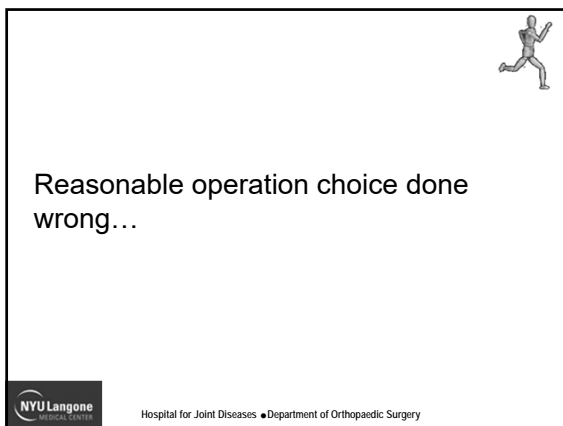 Reasonable operation choice done
wrong…
NYU Langone
MEDICAL CENTER
Hospital for Joint Diseases ●Department of Orthopaedic Surgery